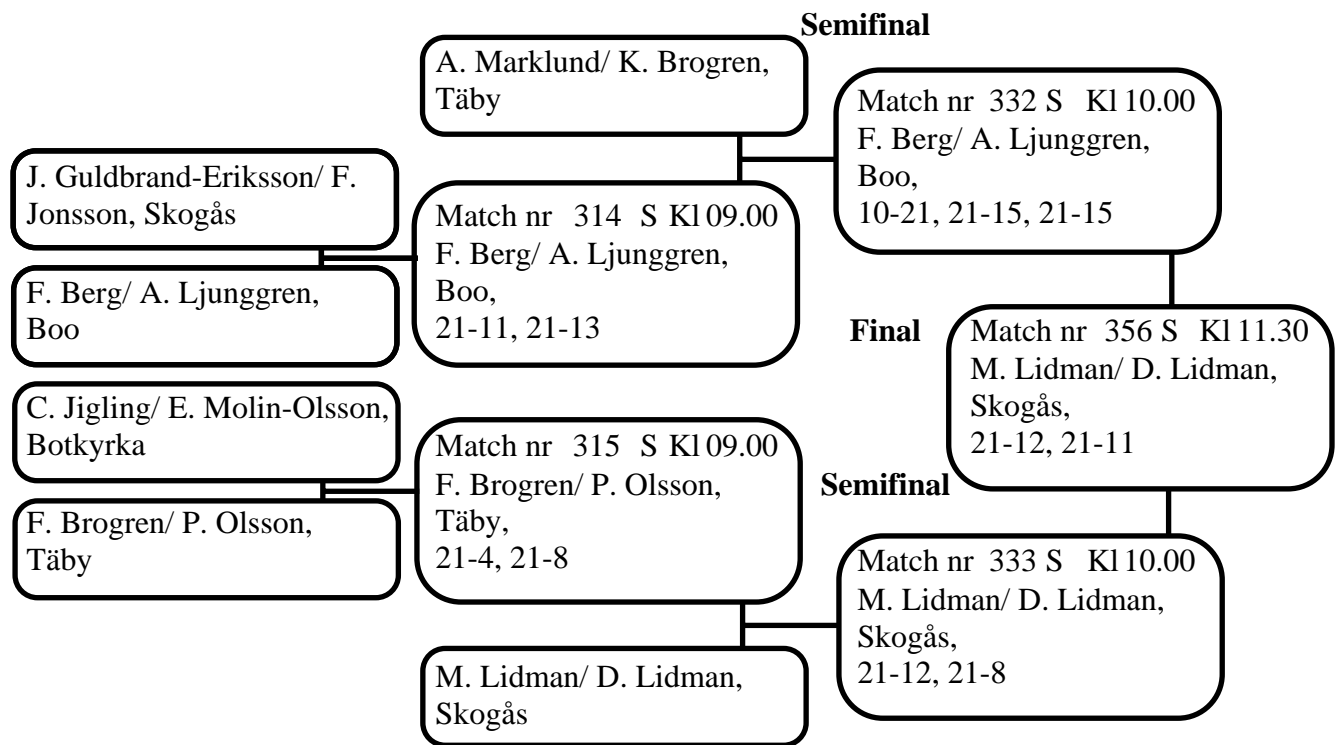 Semifinal
A. Marklund/ K. Brogren,
Täby
Match nr 332 S Kl 10.00
F. Berg/ A. Ljunggren,
Boo,
10-21, 21-15, 21-15
J. Guldbrand-Eriksson/ F.
Jonsson, Skogås
Match nr 314 S Kl 09.00
F. Berg/ A. Ljunggren,
Boo,
21-11, 21-13
F. Berg/ A. Ljunggren,
Boo
Final
Match nr 356 S Kl 11.30
M. Lidman/ D. Lidman,
Skogås,
21-12, 21-11
C. Jigling/ E. Molin-Olsson,
Botkyrka
Match nr 315 S Kl 09.00
F. Brogren/ P. Olsson,
Täby,
21-4, 21-8
Semifinal
F. Brogren/ P. Olsson,
Täby
Match nr 333 S Kl 10.00
M. Lidman/ D. Lidman,
Skogås,
21-12, 21-8
M. Lidman/ D. Lidman,
Skogås